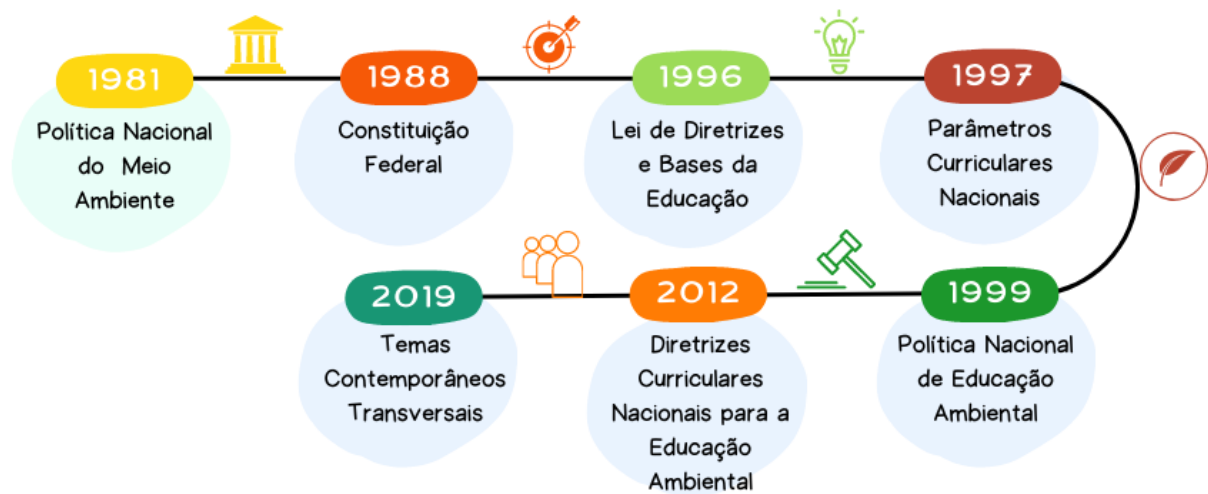 1981
Política Nacional
do Meio
Ambiente
1988
Constituição
Federal
1996
Lei de Diretrizes
e Bases da
Educação
1997
Parâmetros
Curriculares
Nacionais
1999
Política Nacional
de Educação
Ambiental
2012
Diretrizes
Curriculares
Nacionais para a
Educação
Ambiental
2019
Temas
Contemporâneos
Transversais